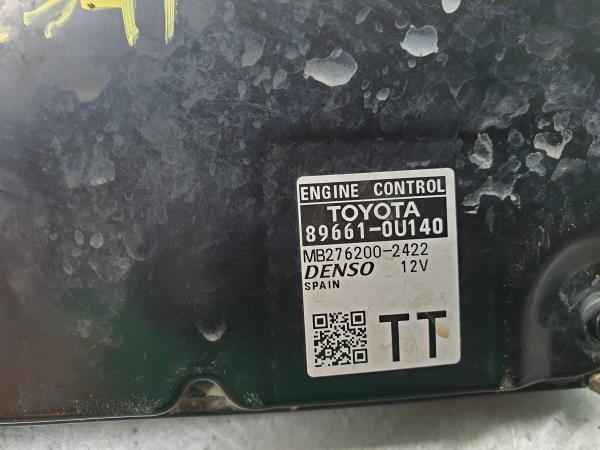 ENGINE CONTROL
TOYOTA
89661-0U140
MB276200-2422
DENSO 12V
SPAIN
TT